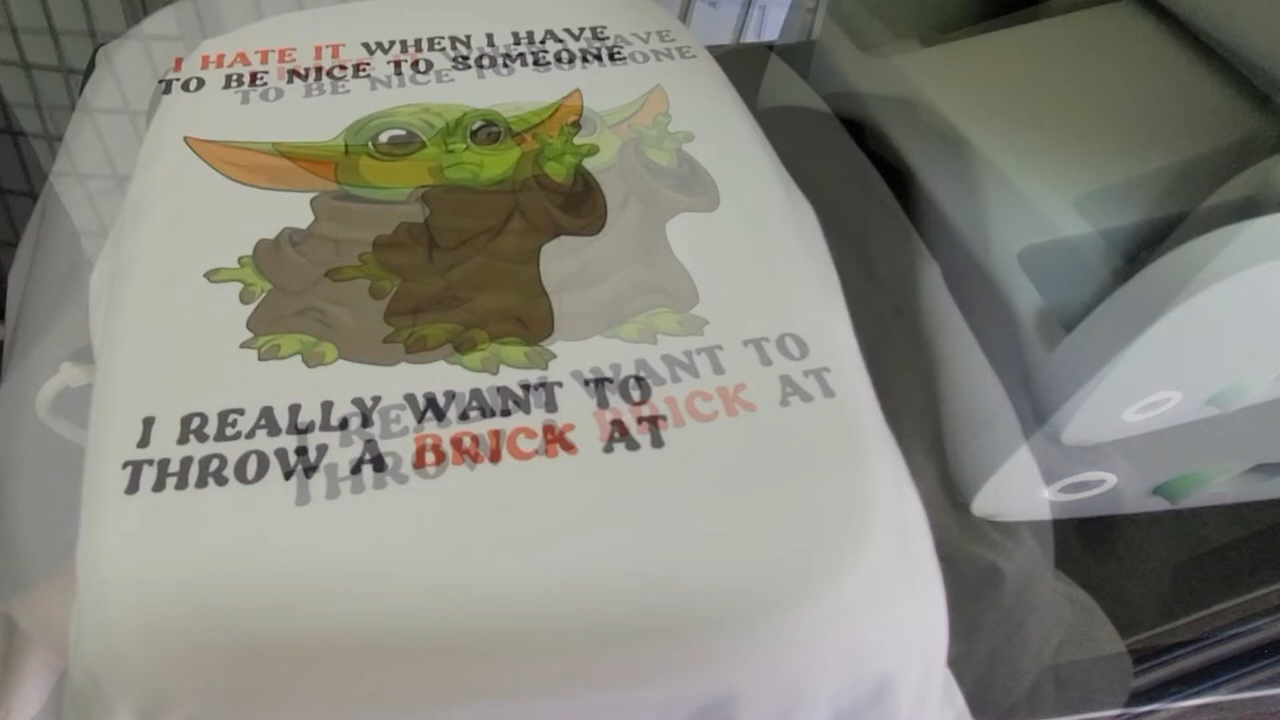 I HATE IT WHEN I HAVE
TO BE NICE TO SOMEONE
I REALLY WANT TO
THROW A BRICK AT